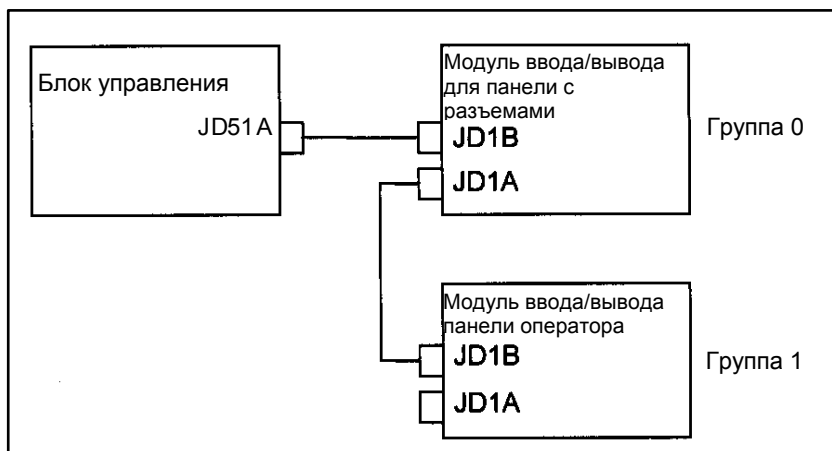 Блок управления
JD51A
Модуль ввода/вывода
для панели с
разъемами
JD1B
JD1A
Группа 0
Модуль ввода/вывода
панели оператора
JD1B
JD1A
Группа 1